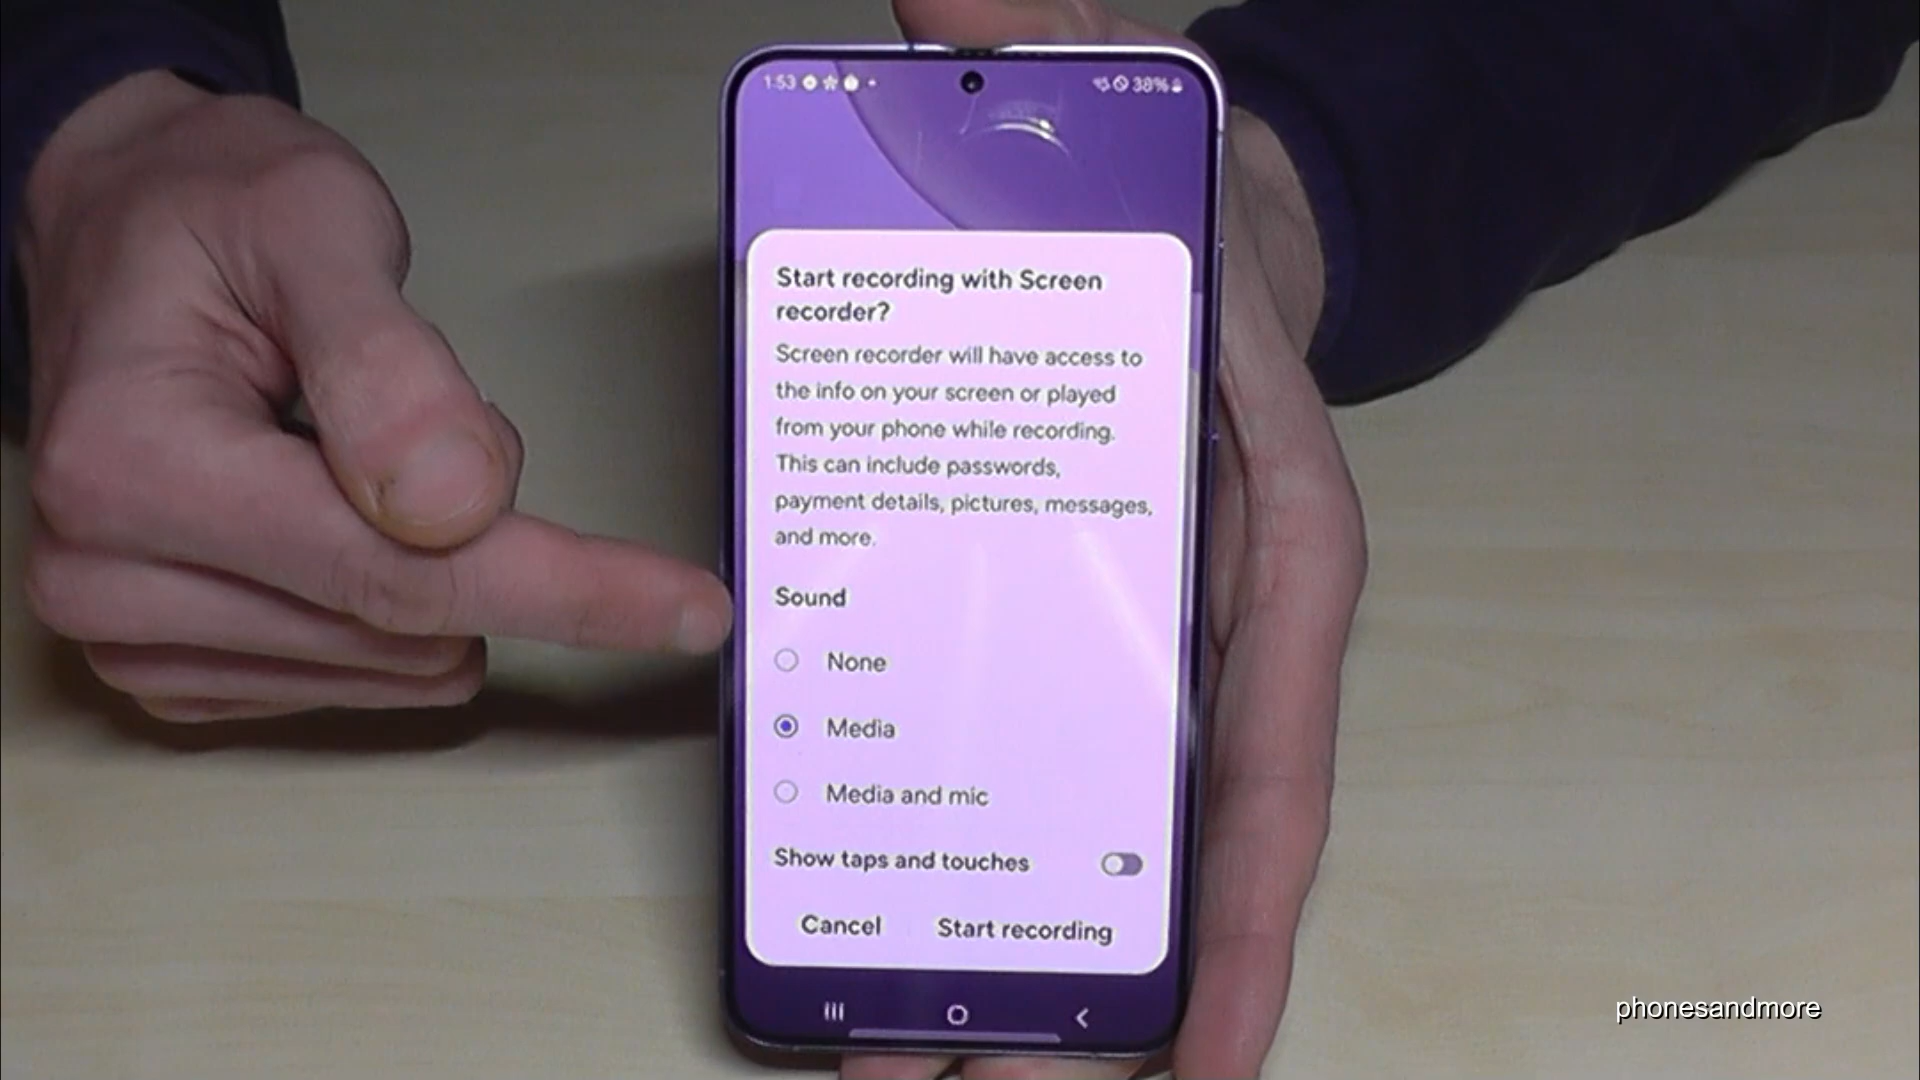 1:53
38%
Start recording with Screen
recorder?
Screen recorder will have access to
the info on your screen or played
from your phone while recording.
This can include passwords,
payment details, pictures, messages,
and more.
Sound
None
Media
Media and mic
Show taps and touches
Cancel
Start recording
phonesandmore